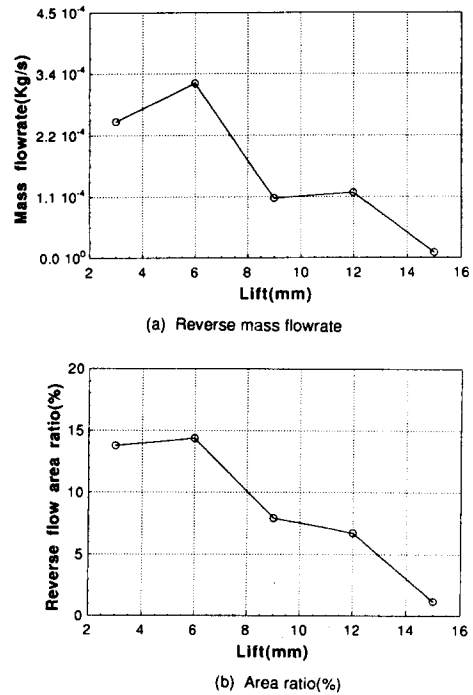 4.5 10⁻⁴
3.4 10⁻⁴
2.2 10⁻⁴
1.1 10⁻⁴
0.0 10⁰
Mass flowrate(Kg/s)
2 4 6 8 10 12 14 16
Lift(mm)
(a) Reverse mass flowrate
20
15
10
5
0
Reverse flow area ratio(%)
2 4 6 8 10 12 14 16
Lift(mm)
(b) Area ratio(%)